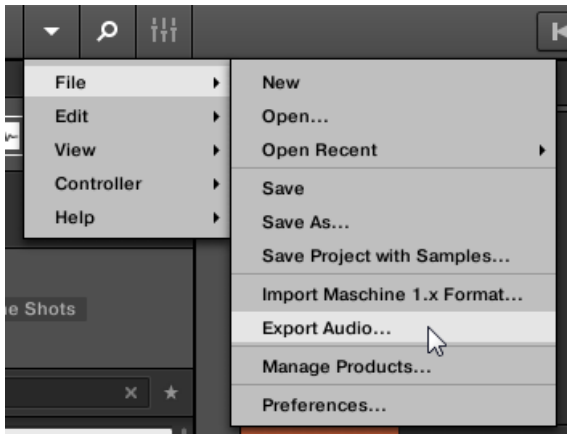 File
Edit
View
Controller
Help
New
Open...
Open Recent
Save
Save As...
Save Project with Samples...
Import Maschine 1.x Format...
Export Audio...
Manage Products...
Preferences...
Shots